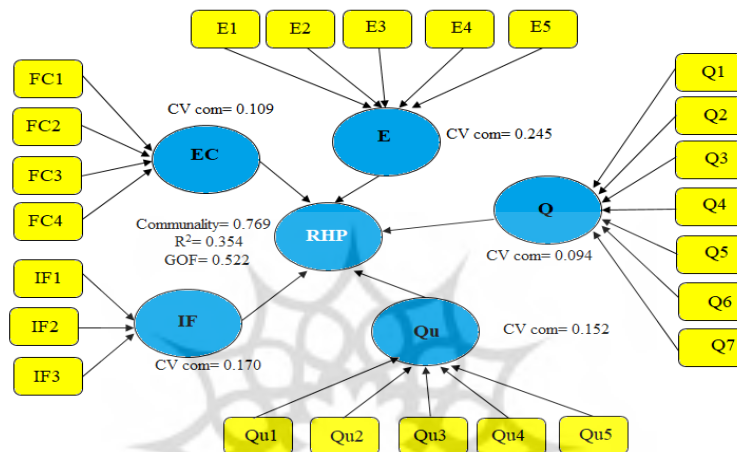 E1
E2
E3
E4
E5
FC1
FC2
FC3
FC4
CV com= 0.109
EC
E
CV com= 0.245
Q1
Q2
Q3
Q4
Q5
Q6
Q7
Q
CV com= 0.094
Communality= 0.769
R²= 0.354
GOF= 0.522
RHP
IF1
IF2
IF3
IF
CV com= 0.170
Qu
CV com= 0.152
Qu1
Qu2
Qu3
Qu4
Qu5